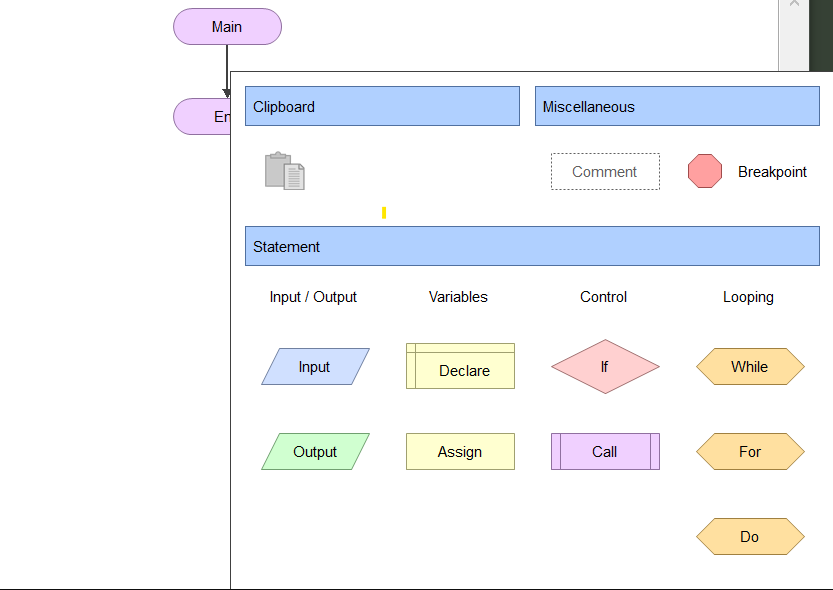 Main
En
Clipboard
Miscellaneous
Comment
Breakpoint
Statement
Input / Output
Variables
Control
Looping
Input
Declare
If
While
Output
Assign
Call
For
Do